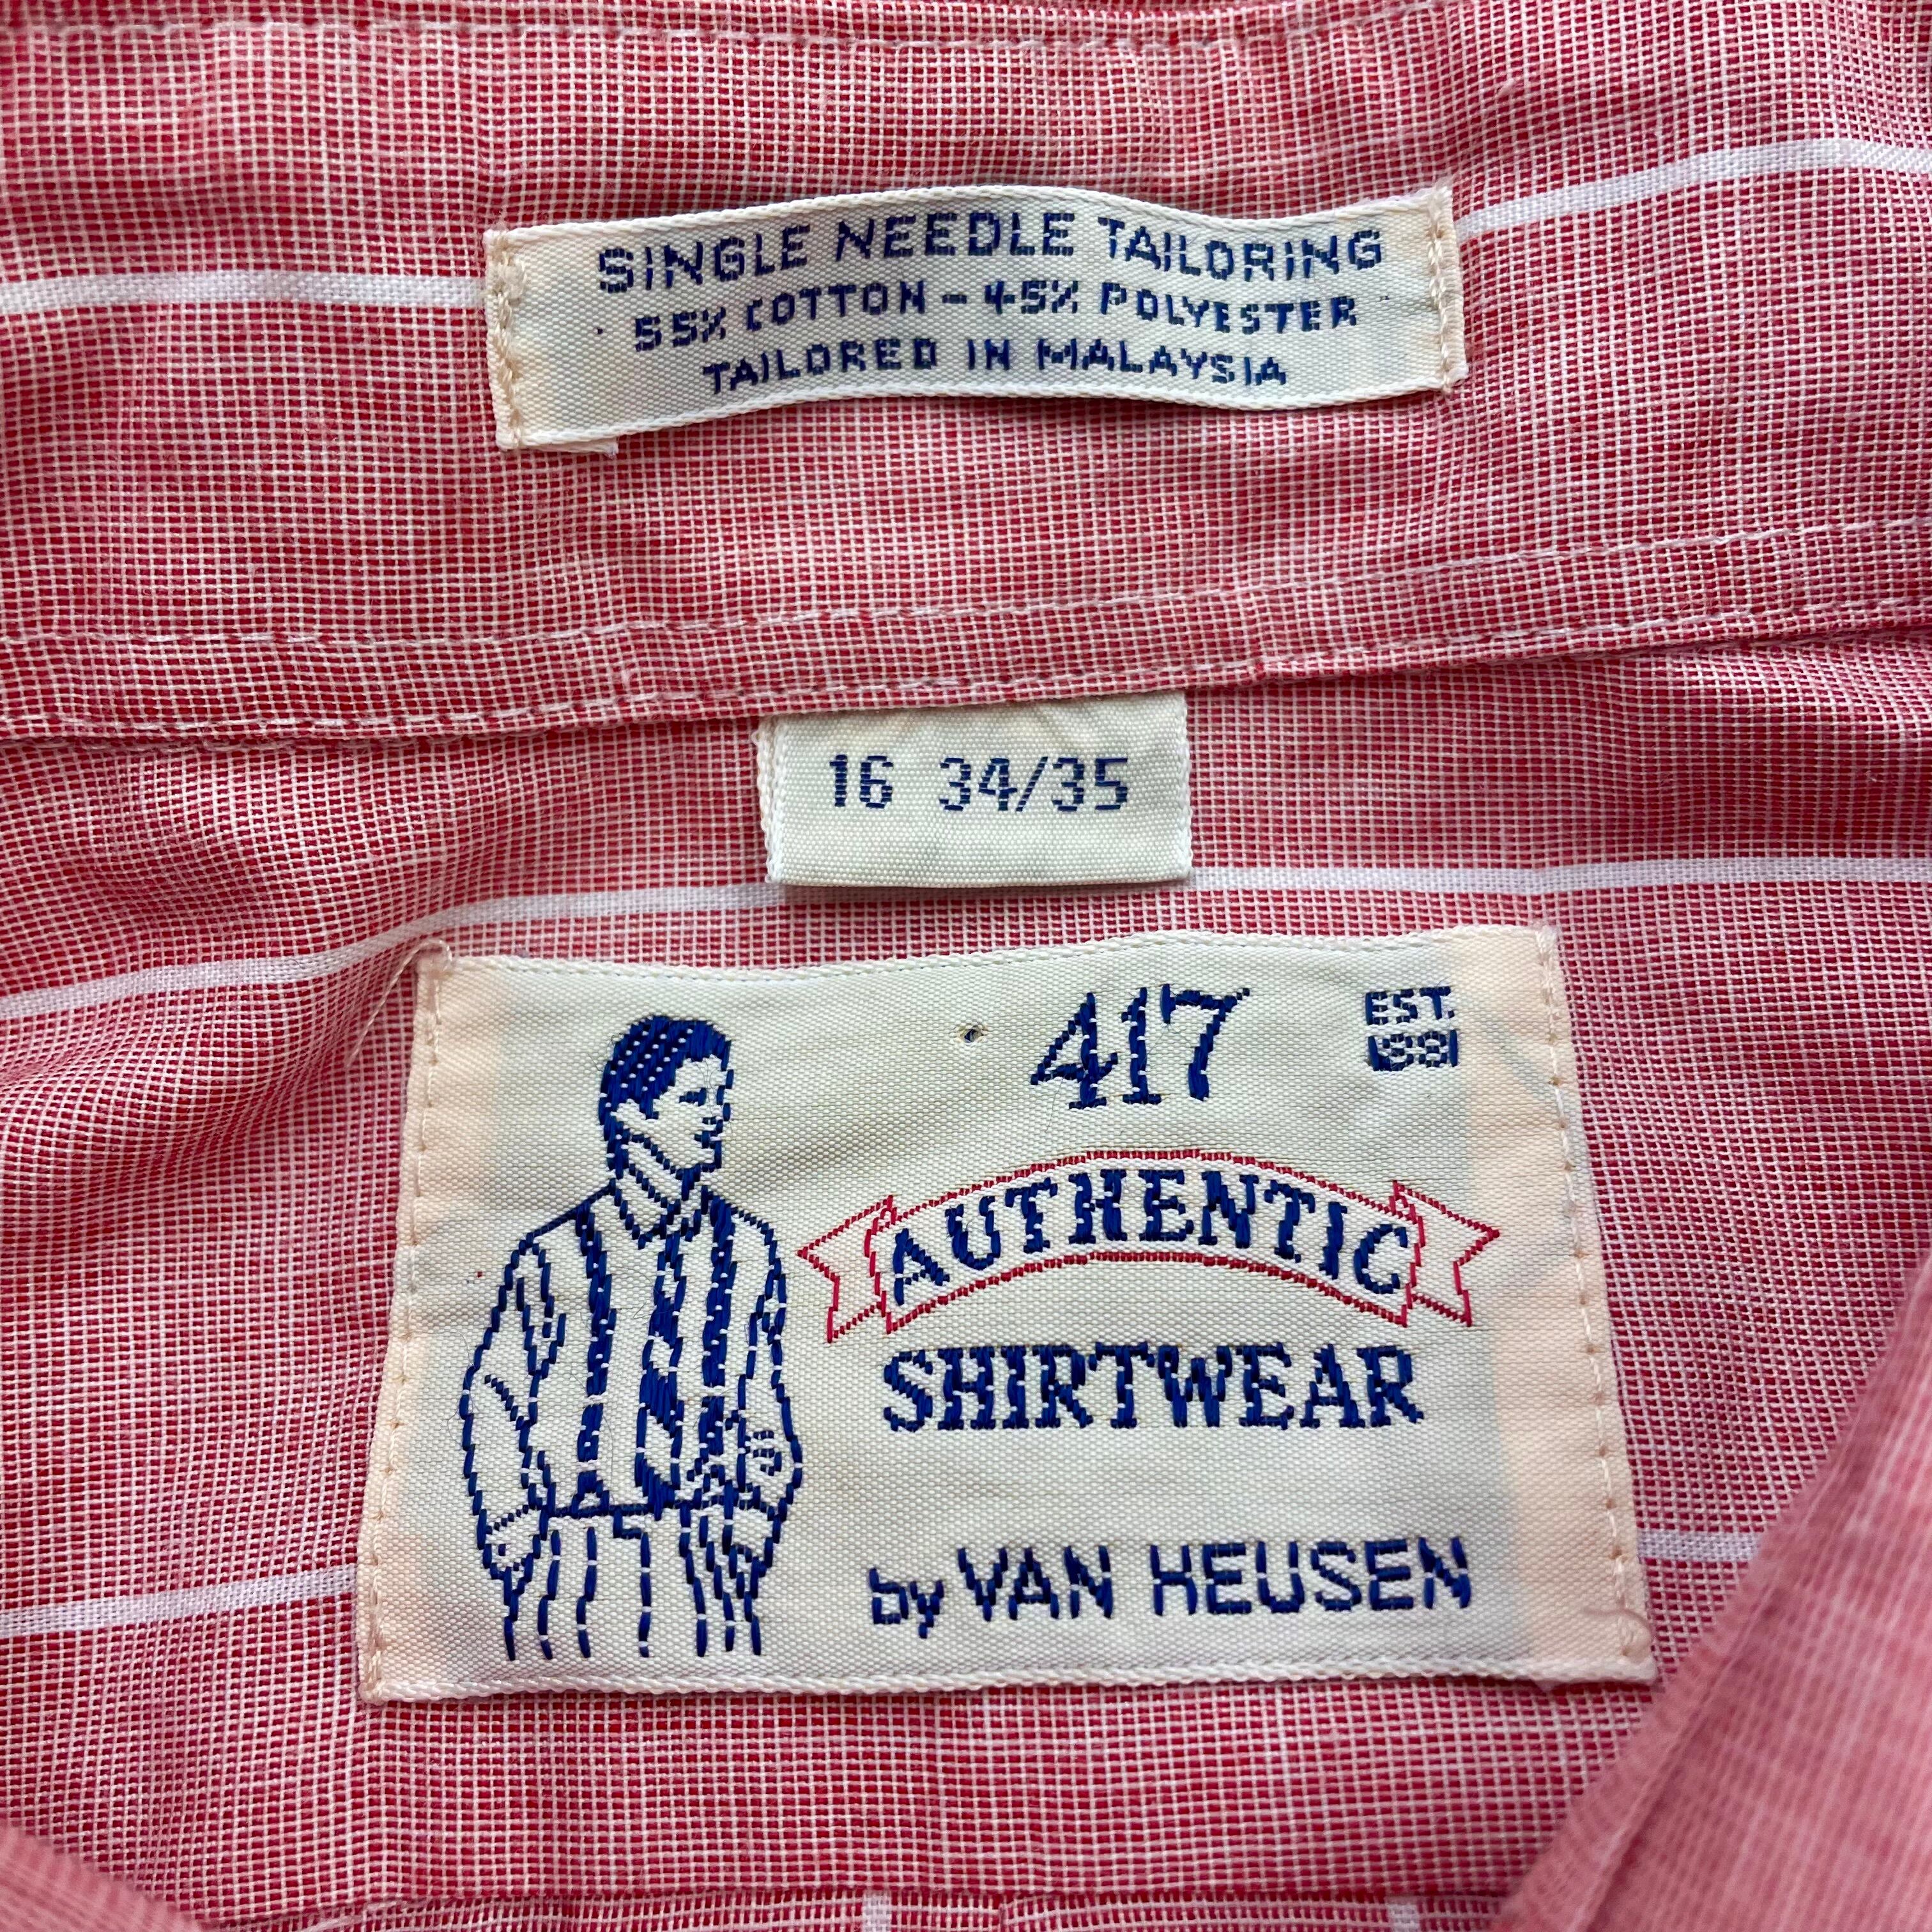 SINGLE NEEDLE TAILORING
55% COTTON - 45% POLYESTER
TAILORED IN MALAYSIA
16 34/35
417
EST.
1881
AUTHENTIC
SHIRTWEAR
by VAN HEUSEN